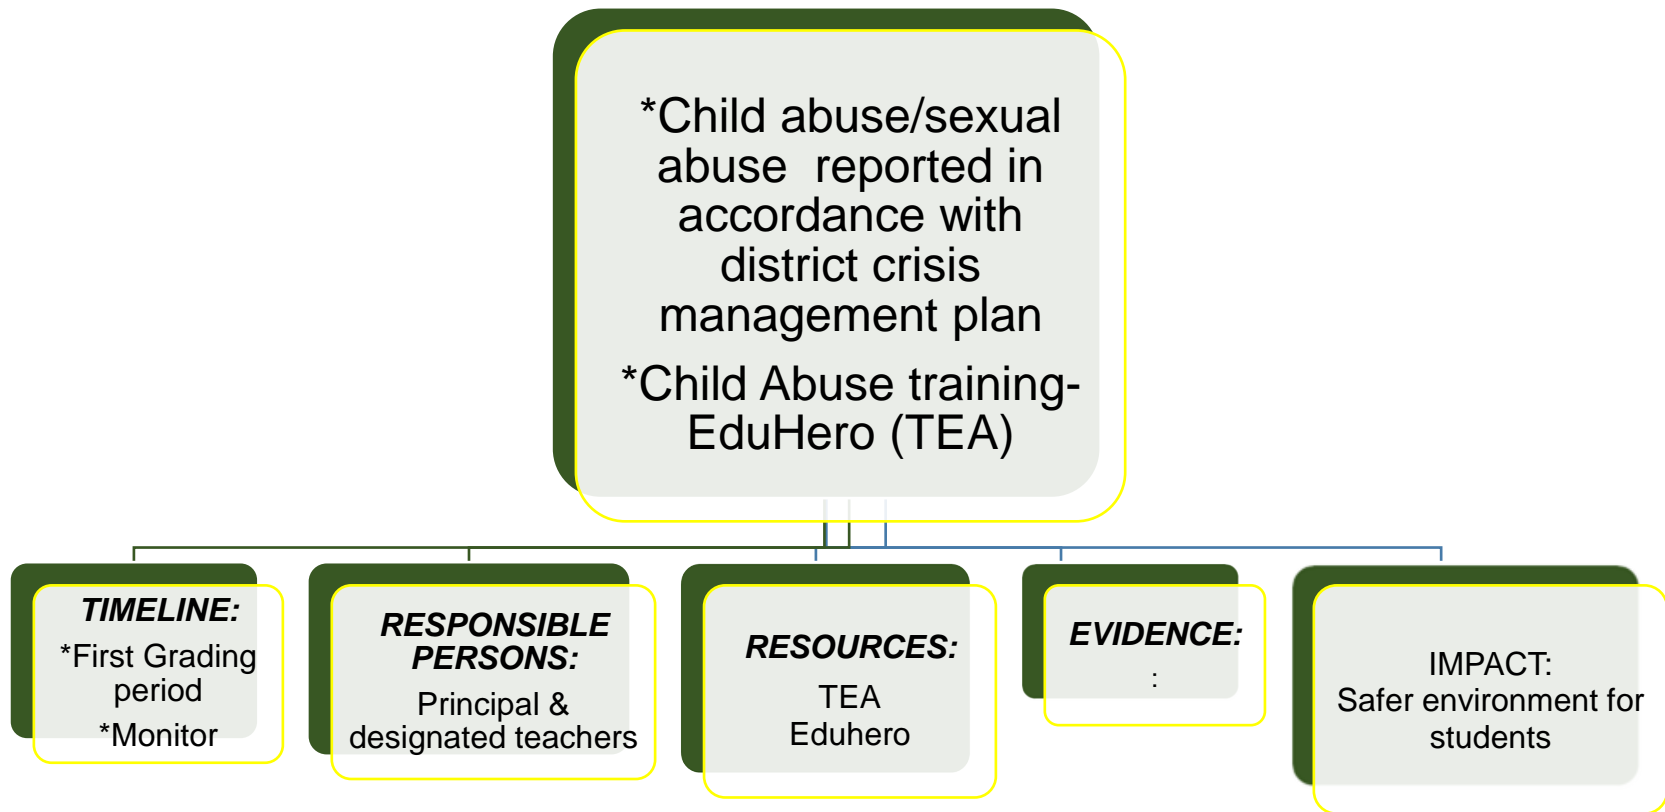 *Child abuse/sexual
abuse  reported in
accordance with
district crisis
management plan
*Child Abuse training-
EduHero (TEA)
TIMELINE:
*First Grading
period
*Monitor
RESPONSIBLE
PERSONS:
Principal &
designated teachers
RESOURCES:
TEA
Eduhero
EVIDENCE:
:
IMPACT:
Safer environment for
students